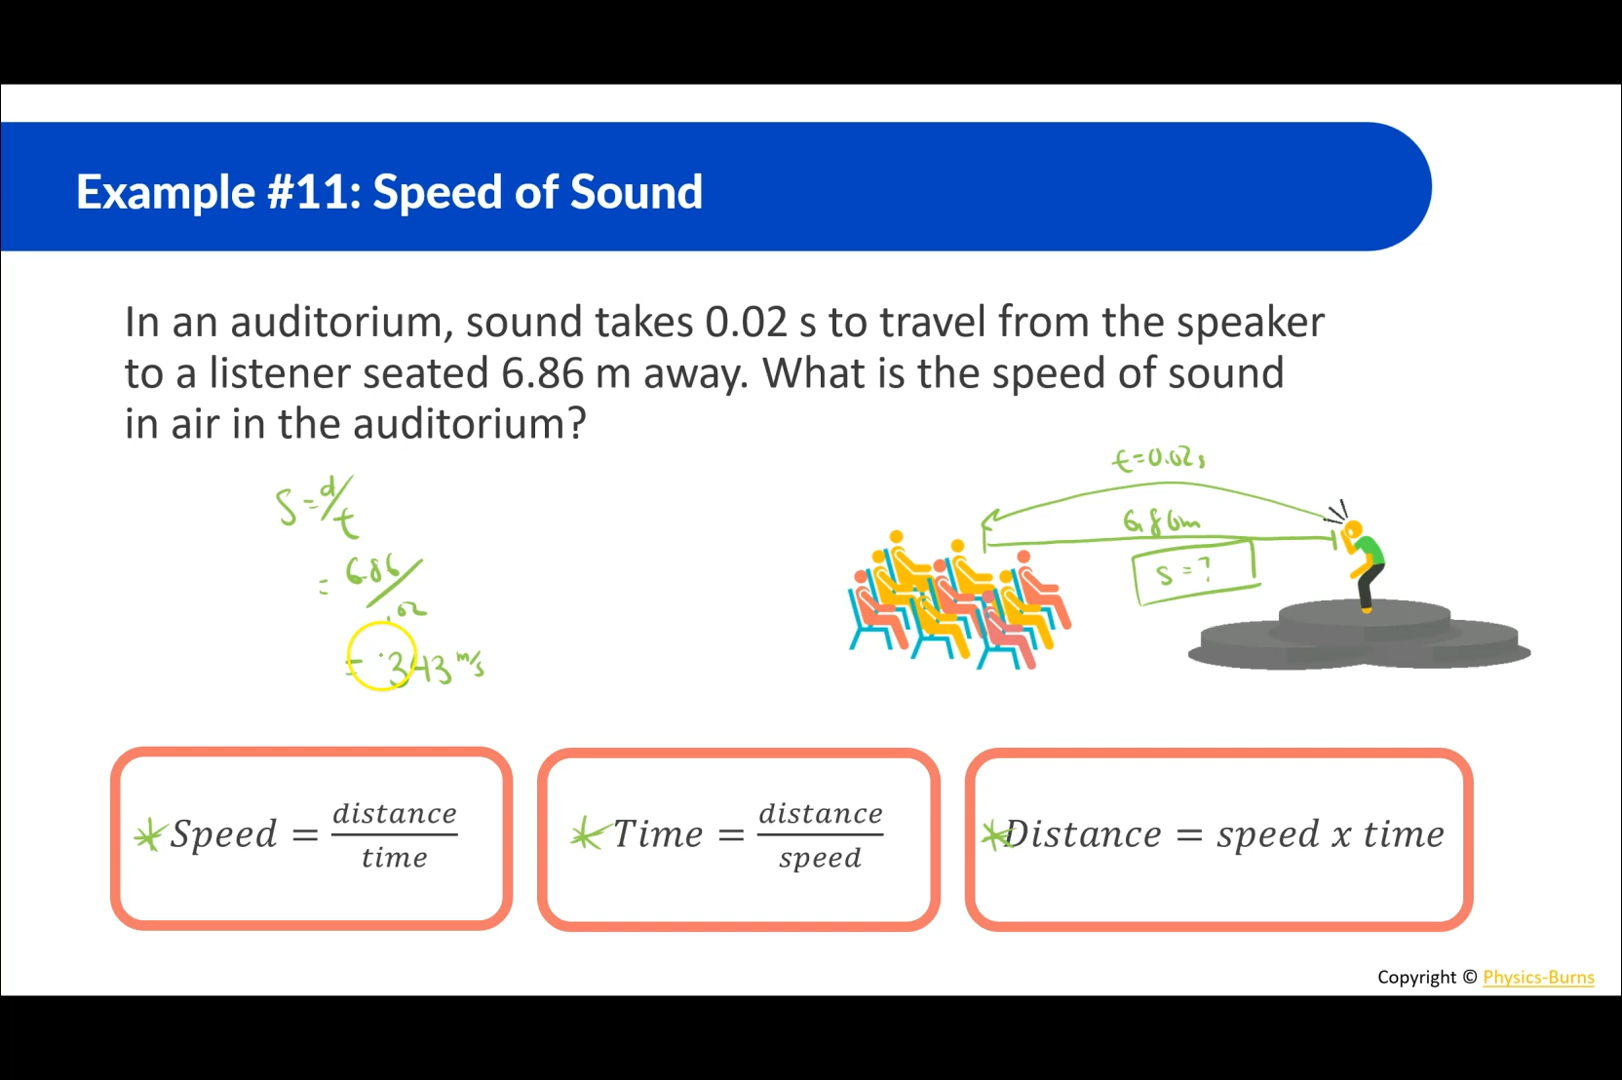 Example #11: Speed of Sound
In an auditorium, sound takes 0.02 s to travel from the speaker
to a listener seated 6.86 m away. What is the speed of sound
in air in the auditorium?
t=0.02s
6.86m
s = ?
S = d/t
= 6.86/.02
= 343 m/s
*Speed = distance/time
*Time = distance/speed
*Distance = speed x time
Copyright © Physics-Burns